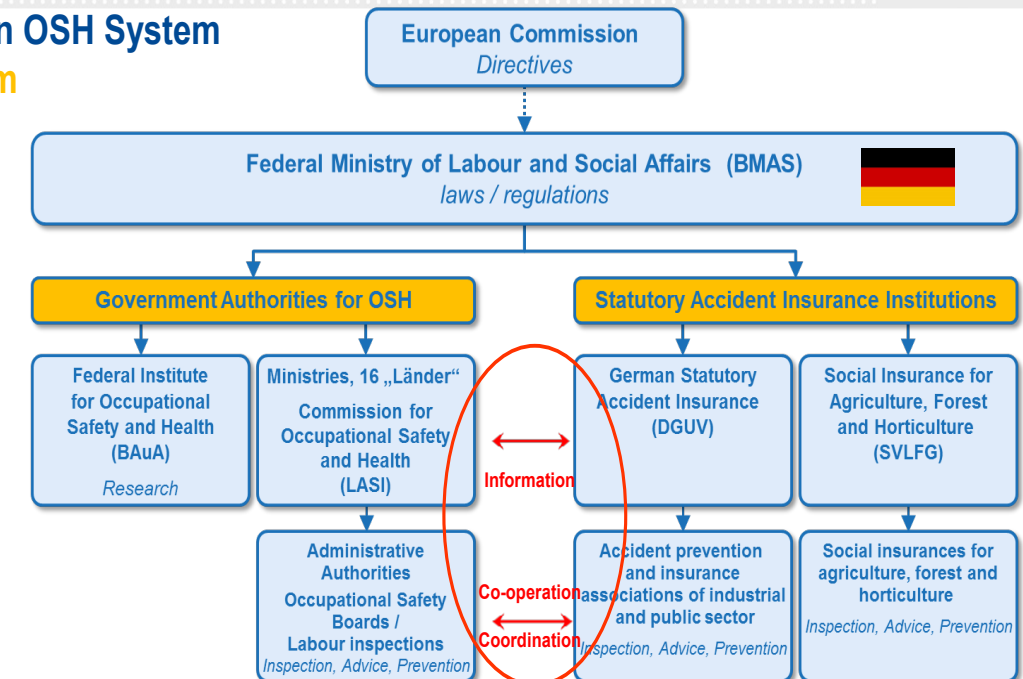 n OSH System
m
European Commission
Directives
Federal Ministry of Labour and Social Affairs (BMAS)
laws / regulations
Government Authorities for OSH
Statutory Accident Insurance Institutions
Federal Institute
for Occupational
Safety and Health
(BAuA)
Research
Ministries, 16 „Länder“
Commission for
Occupational Safety
and Health
(LASI)
Information
German Statutory
Accident Insurance
(DGUV)
Social Insurance for
Agriculture, Forest
and Horticulture
(SVLFG)
Administrative
Authorities
Occupational Safety
Boards /
Labour inspections
Inspection, Advice, Prevention
Co-operation
Coordination
Accident prevention
and insurance
associations of industrial
and public sector
Inspection, Advice, Prevention
Social insurances for
agriculture, forest and
horticulture
Inspection, Advice, Prevention